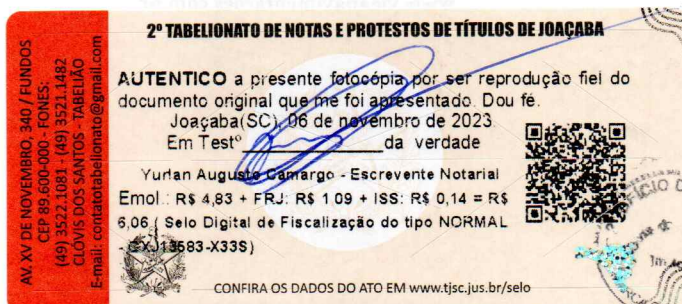 2º TABELIONATO DE NOTAS E PROTESTOS DE TÍTULOS DE JOAÇABA
AV. XV DE NOVEMBRO, 340 / FUNDOS
CEP 89.600-000 - FONES:
(49) 3522.1081 - (49) 3521.1482
CLÓVIS DOS SANTOS - TABELIÃO
E-mail: contatotabelionato@gmail.com
AUTENTICO a presente fotocópia por ser reprodução fiel do
documento original que me foi apresentado. Dou fé.
Joaçaba(SC), 06 de novembro de 2023
Em Testº ____________ da verdade
Yurlan Augusto Camargo - Escrevente Notarial
Emol.: R$ 4,83 + FRJ: R$ 1,09 + ISS: R$ 0,14 = R$
6,06 ( Selo Digital de Fiscalização do tipo NORMAL
- GXJ13583-X33S)
CONFIRA OS DADOS DO ATO EM www.tjsc.jus.br/selo